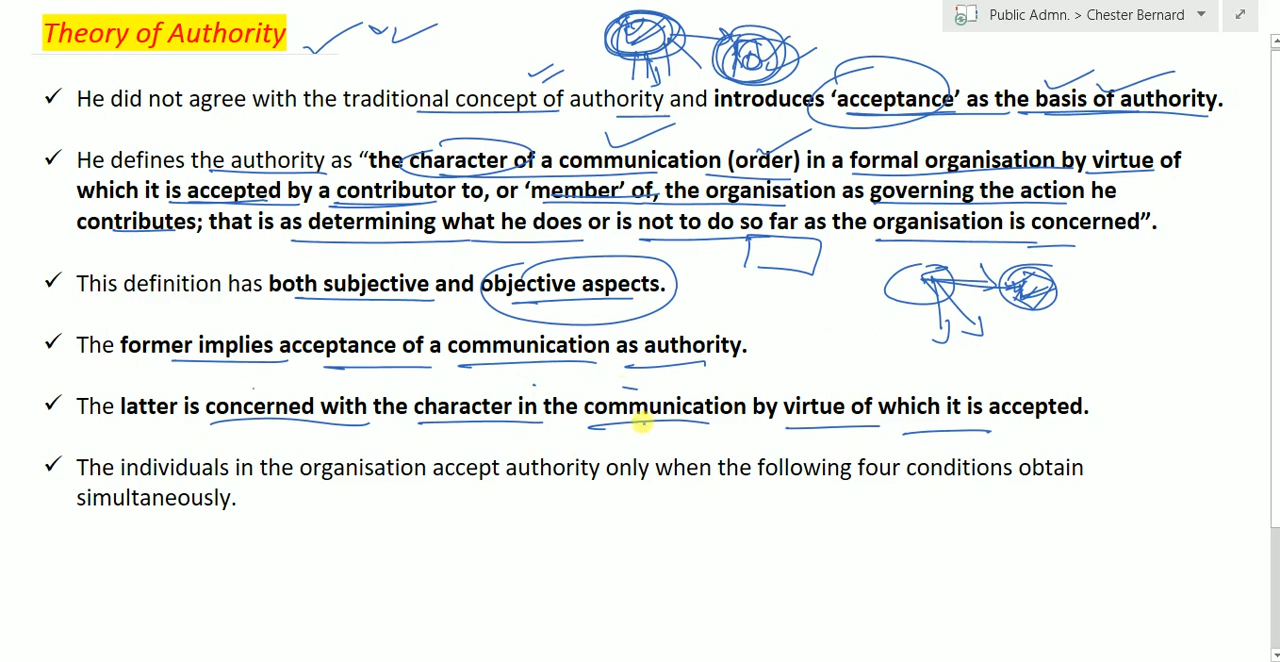 Public Admn. > Chester Bernard
Theory of Authority
✓ He did not agree with the traditional concept of authority and introduces ‘acceptance’ as the basis of authority.
✓ He defines the authority as “the character of a communication (order) in a formal organisation by virtue of
which it is accepted by a contributor to, or ‘member’ of, the organisation as governing the action he
contributes; that is as determining what he does or is not to do so far as the organisation is concerned”.
✓ This definition has both subjective and objective aspects.
✓ The former implies acceptance of a communication as authority.
✓ The latter is concerned with the character in the communication by virtue of which it is accepted.
✓ The individuals in the organisation accept authority only when the following four conditions obtain
simultaneously.